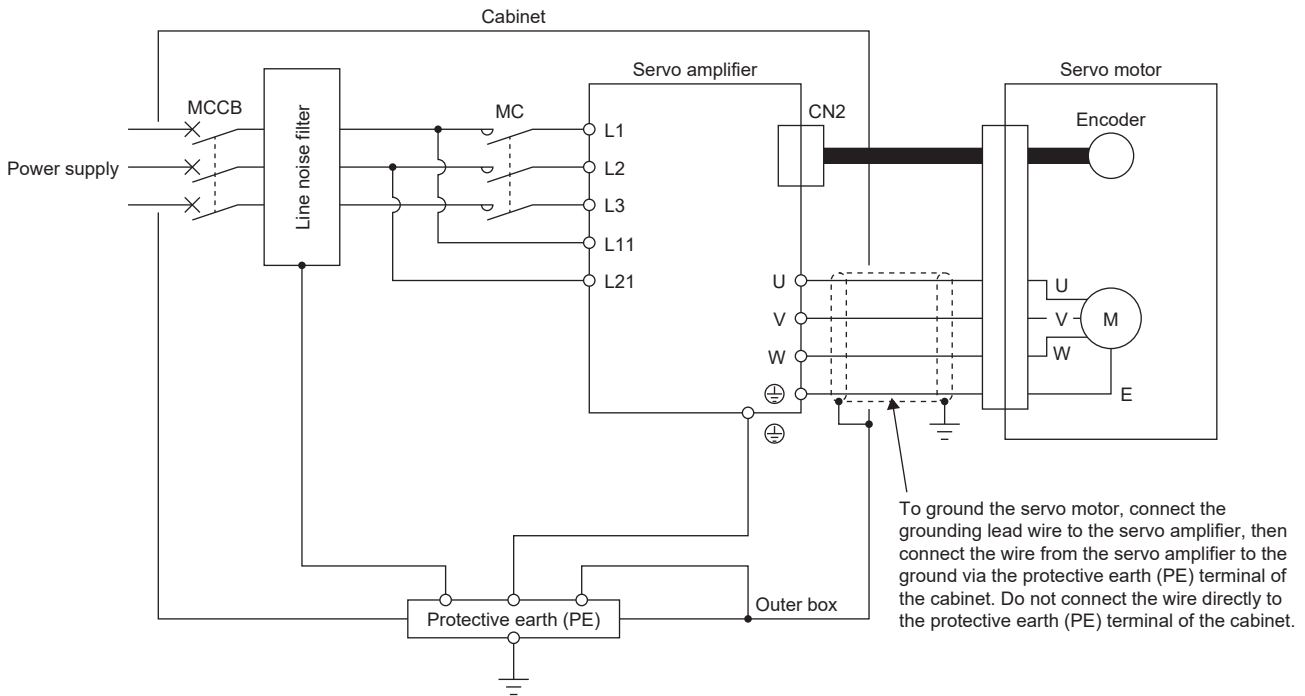 Cabinet
Servo amplifier
Servo motor
MCCB
Line noise filter
MC
CN2
Encoder
L1
Power supply
L2
L3
L11
L21
U
V
W
U
V
W
M
E
To ground the servo motor, connect the
grounding lead wire to the servo amplifier, then
connect the wire from the servo amplifier to the
ground via the protective earth (PE) terminal of
the cabinet. Do not connect the wire directly to
the protective earth (PE) terminal of the cabinet.
Outer box
Protective earth (PE)